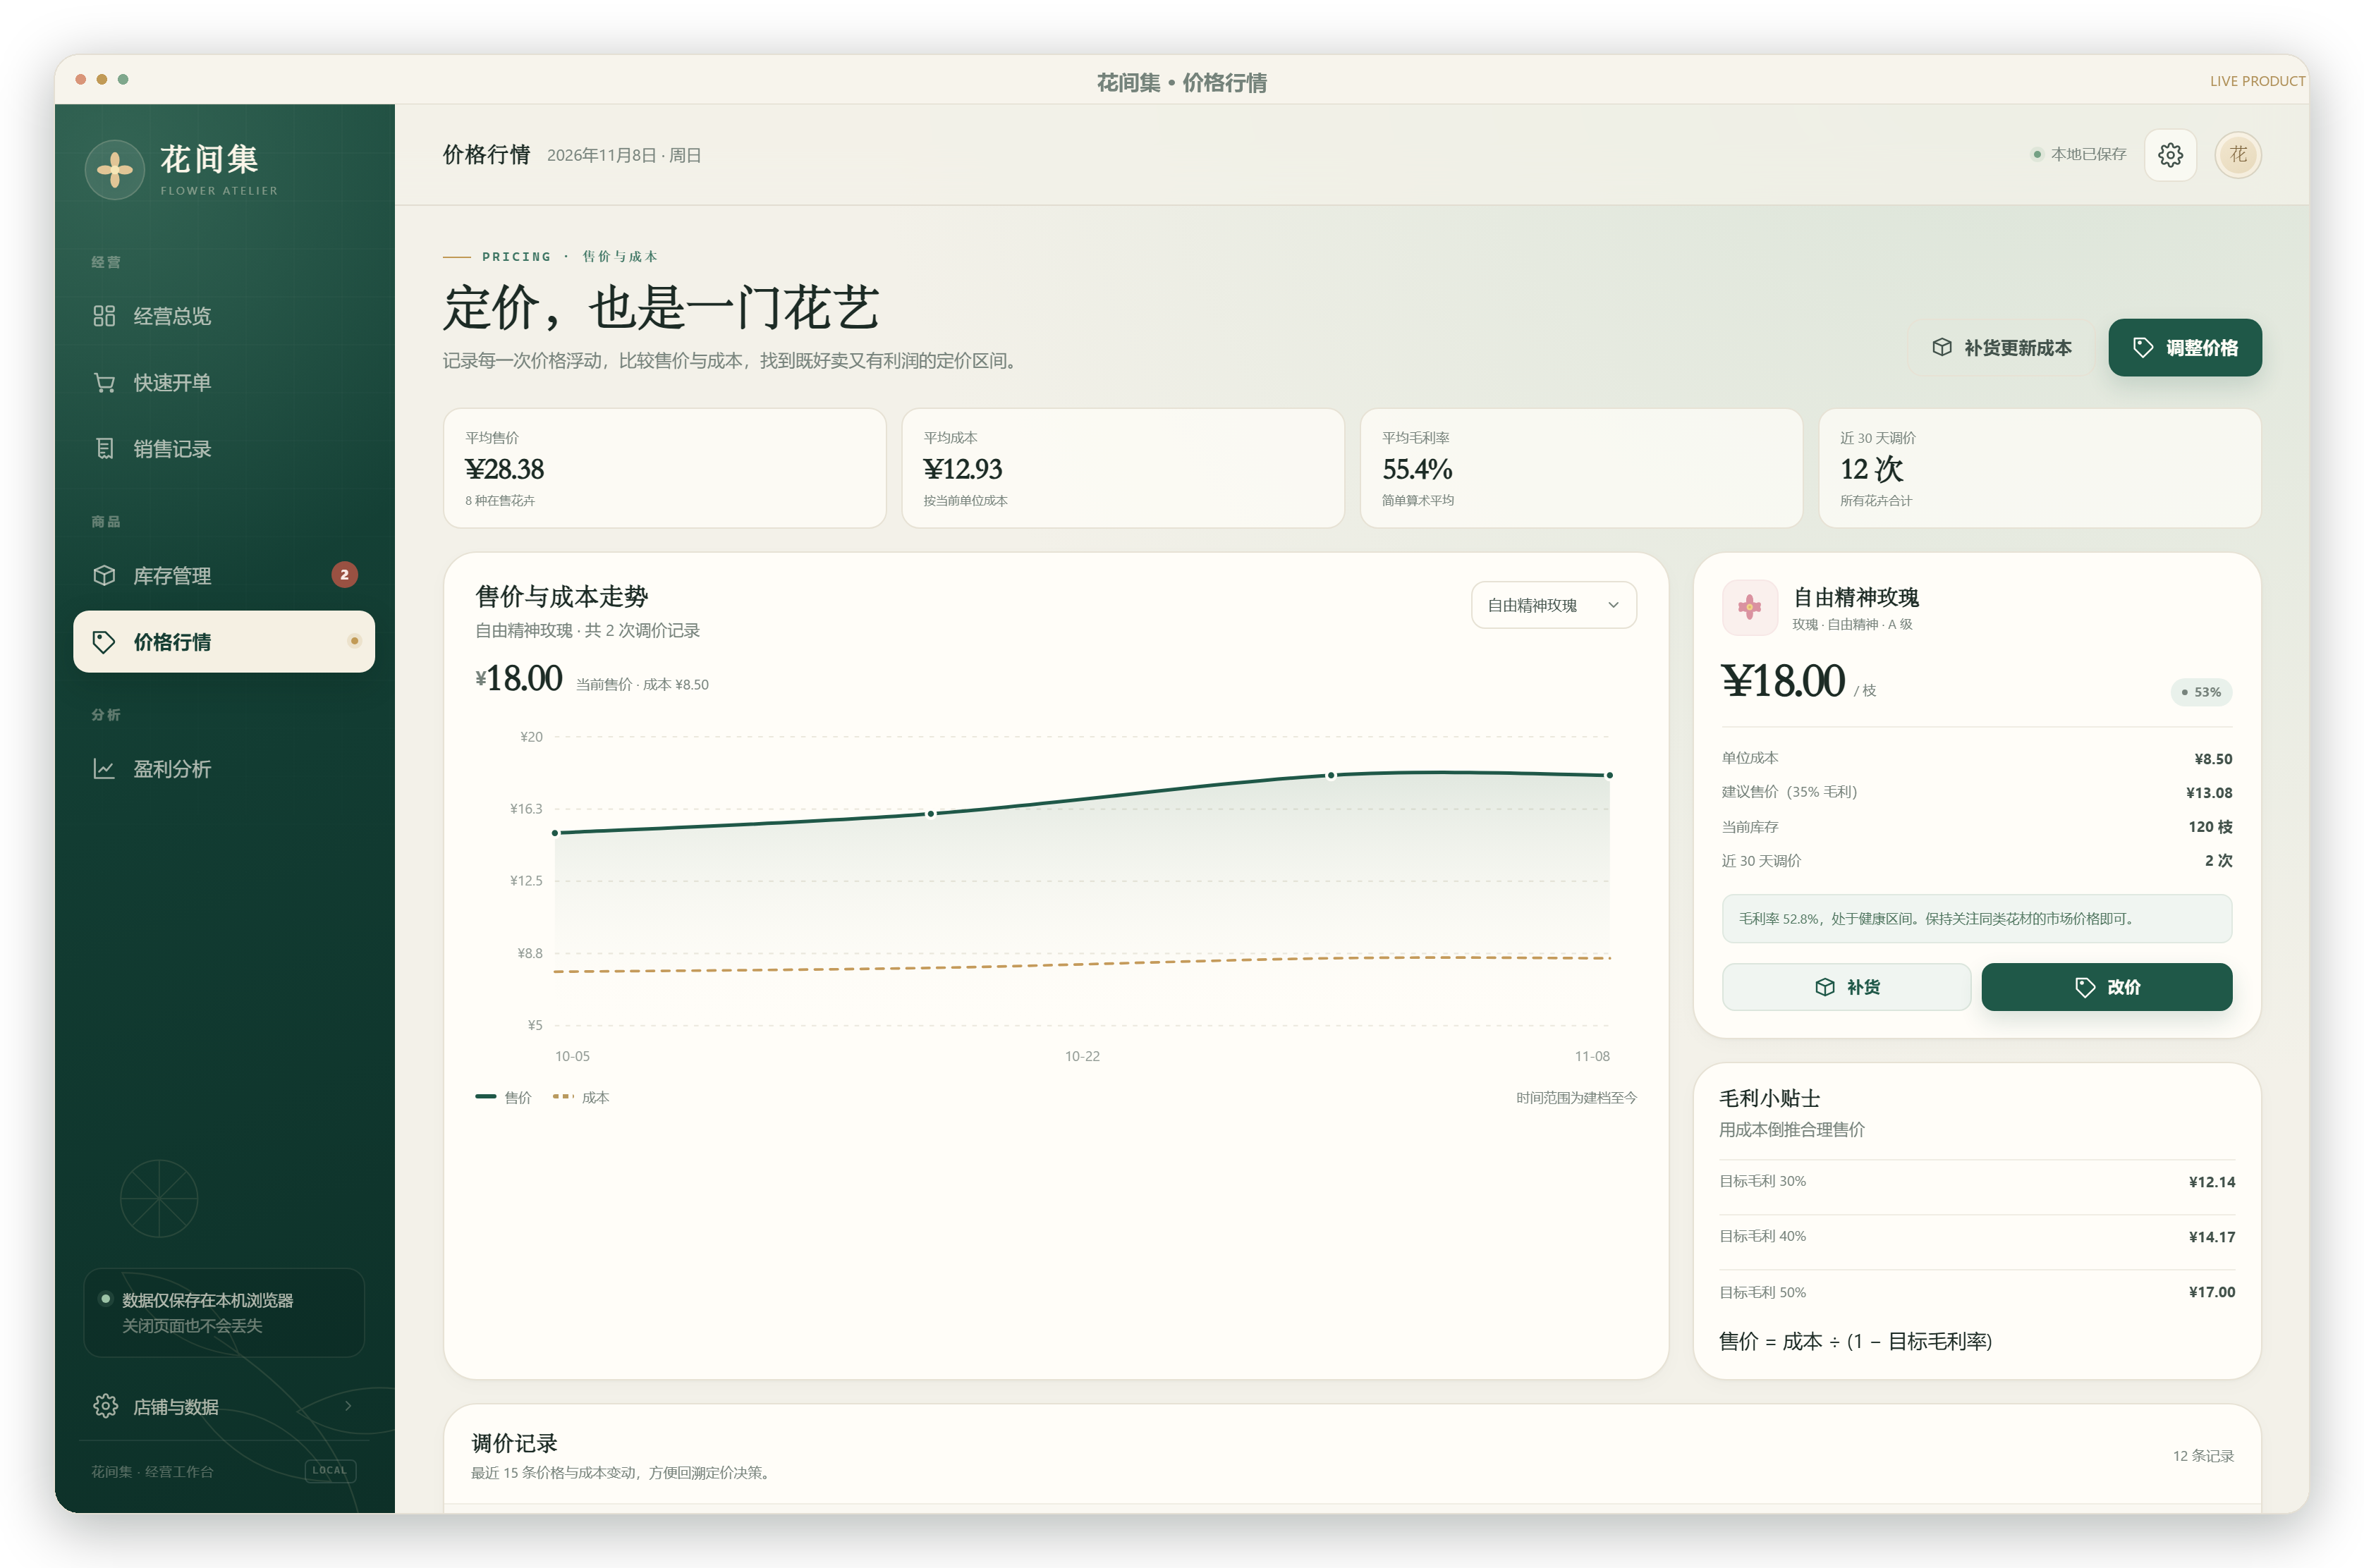 花间集 • 价格行情
LIVE PRODUCT
花间集
FLOWER ATELIER
经营
经营总览
快速开单
销售记录
商品
库存管理
2
价格行情
分析
盈利分析
数据仅保存在本机浏览器
关闭页面也不会丢失
店铺与数据
花间集 · 经营工作台
LOCAL
价格行情
2026年11月8日 · 周日
本地已保存
花
PRICING · 售价与成本
定价，也是一门花艺
记录每一次价格浮动，比较售价与成本，找到既好卖又有利润的定价区间。
补货更新成本
调整价格
平均售价
¥28.38
8 种在售花卉
平均成本
¥12.93
按当前单位成本
平均毛利率
55.4%
简单算术平均
近 30 天调价
12 次
所有花卉合计
售价与成本走势
自由精神玫瑰 · 共 2 次调价记录
自由精神玫瑰
¥18.00 当前售价 · 成本 ¥8.50
¥20
¥16.3
¥12.5
¥8.8
¥5
10-05
10-22
11-08
售价
成本
时间范围为建档至今
自由精神玫瑰
玫瑰 · 自由精神 · A 级
¥18.00 / 枝
53%
单位成本 ¥8.50
建议售价（35% 毛利） ¥13.08
当前库存 120 枝
近 30 天调价 2 次
毛利率 52.8%，处于健康区间。保持关注同类花材的市场价格即可。
补货
改价
毛利小贴士
用成本倒推合理售价
目标毛利 30% ¥12.14
目标毛利 40% ¥14.17
目标毛利 50% ¥17.00
售价 = 成本 ÷ (1 − 目标毛利率)
调价记录
最近 15 条价格与成本变动，方便回溯定价决策。
12 条记录